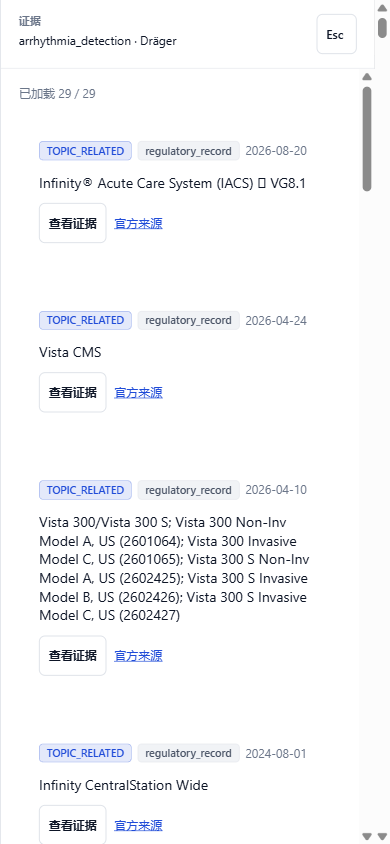 证据
arrhythmia_detection · Dräger
Esc
已加载 29 / 29
TOPIC_RELATED regulatory_record 2026-08-20
Infinity® Acute Care System (IACS) ▯ VG8.1
查看证据 官方来源
TOPIC_RELATED regulatory_record 2026-04-24
Vista CMS
查看证据 官方来源
TOPIC_RELATED regulatory_record 2026-04-10
Vista 300/Vista 300 S; Vista 300 Non-Inv
Model A, US (2601064); Vista 300 Invasive
Model C, US (2601065); Vista 300 S Non-Inv
Model A, US (2602425); Vista 300 S Invasive
Model B, US (2602426); Vista 300 S Invasive
Model C, US (2602427)
查看证据 官方来源
TOPIC_RELATED regulatory_record 2024-08-01
Infinity CentralStation Wide
查看证据 官方来源